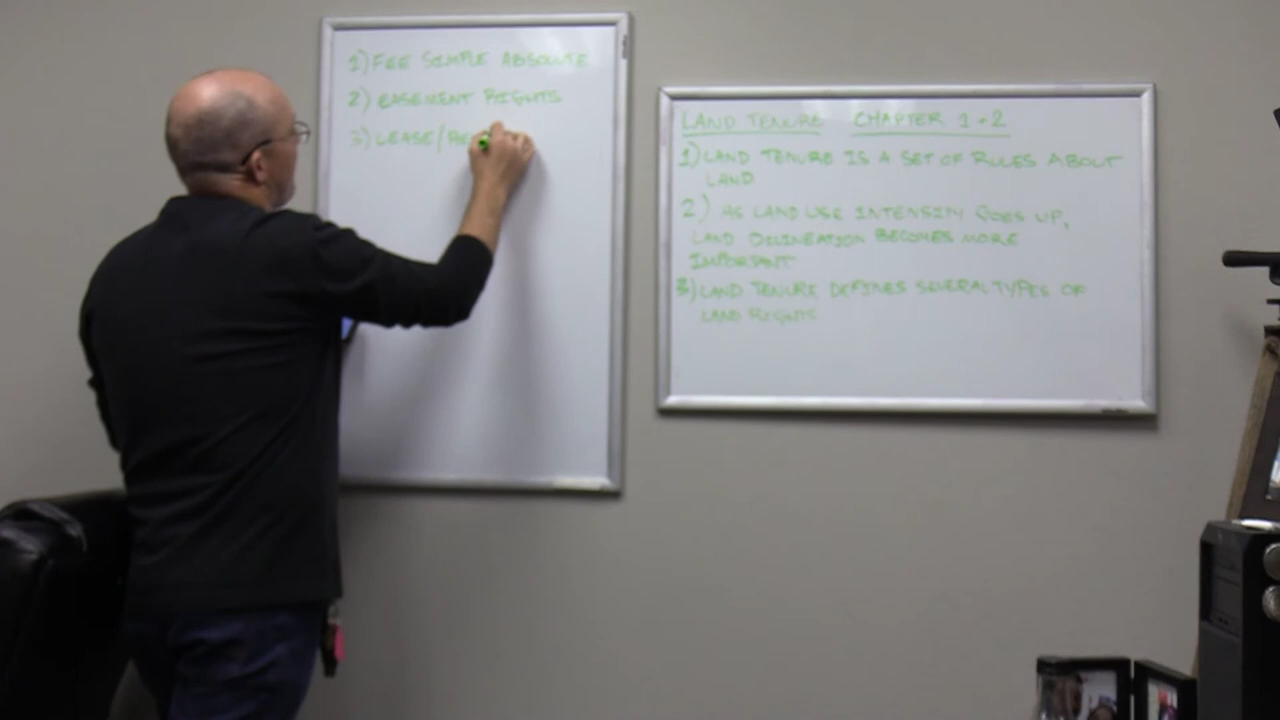 1) FEE SIMPLE ABSOLUTE
2) EASEMENT RIGHTS
3) LEASE/RE
LAND TENURE CHAPTER 1+2
1) LAND TENURE IS A SET OF RULES ABOUT
LAND
2) AS LAND USE INTENSITY GOES UP,
LAND DILINEATION BECOMES MORE
IMPORTANT
3) LAND TENURE DEFINES SEVERAL TYPES OF
LAND RIGHTS